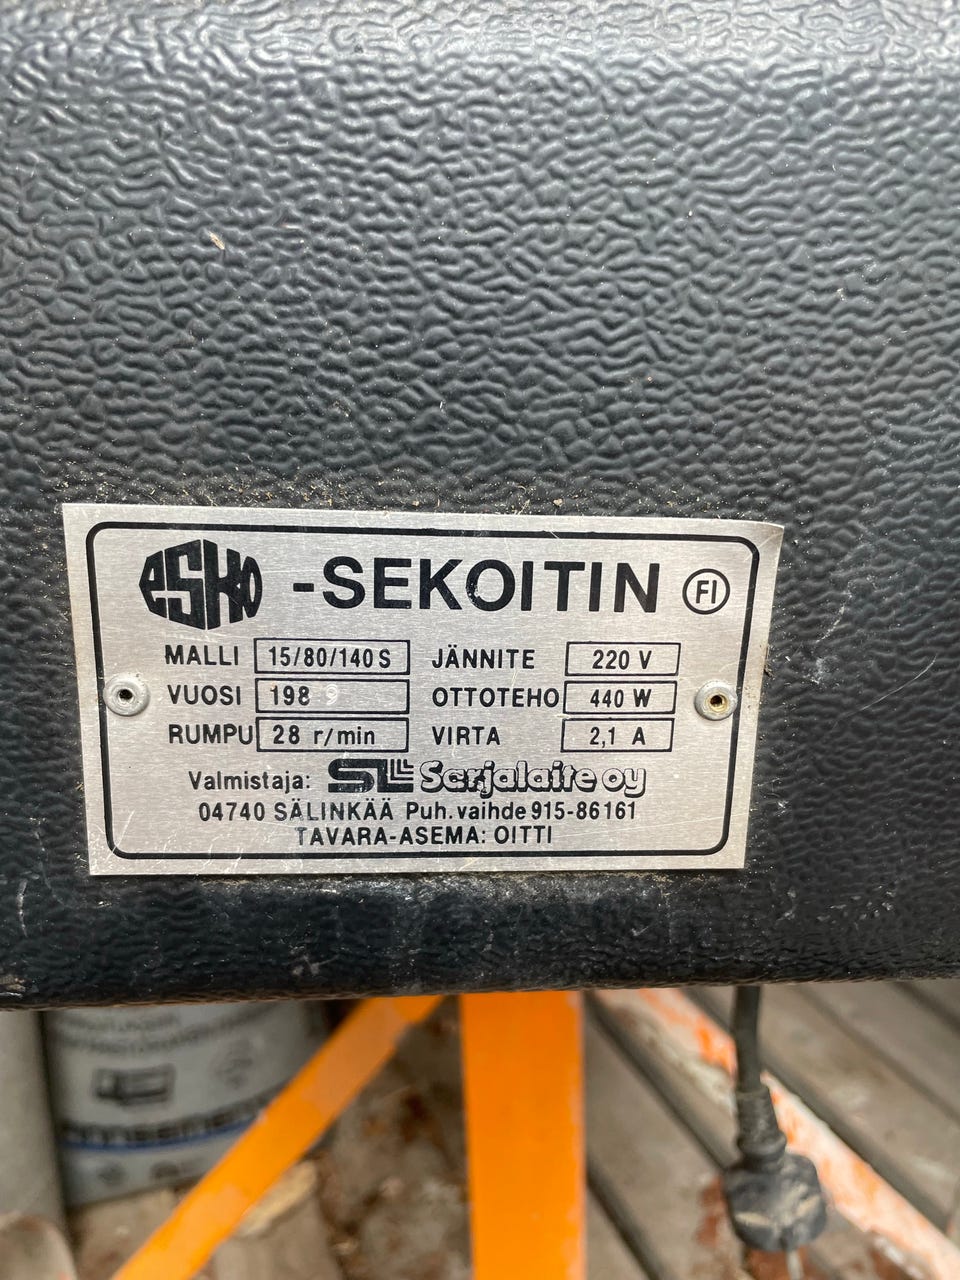 esko -SEKOITIN FI
MALLI 15/80/140 S JÄNNITE 220 V
VUOSI 1989 OTTOTEHO 440 W
RUMPU 28 r/min VIRTA 2,1 A
Valmistaja: SL Sarjalaite oy
04740 SÄLINKÄÄ Puh. vaihde 915-86161
TAVARA-ASEMA: OITTI